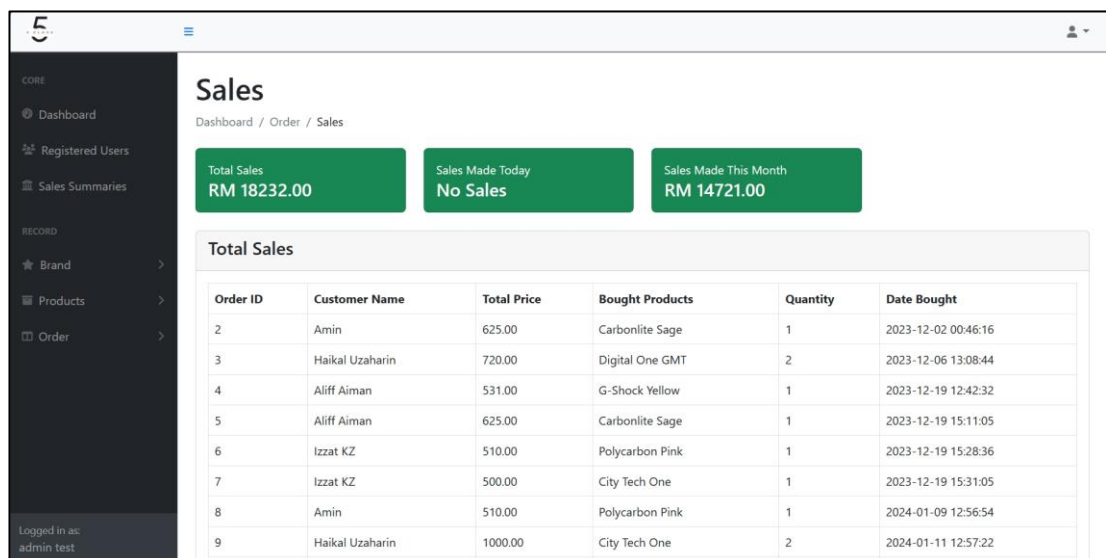 5
CORE
Dashboard
Registered Users
Sales Summaries
RECORD
Brand
Products
Order
Logged in as:
admin test
Sales
Dashboard / Order / Sales
Total Sales
RM 18232.00
Sales Made Today
No Sales
Sales Made This Month
RM 14721.00
Total Sales
Order ID Customer Name Total Price Bought Products Quantity Date Bought
2 Amin 625.00 Carbonlite Sage 1 2023-12-02 00:46:16
3 Haikal Uzaharin 720.00 Digital One GMT 2 2023-12-06 13:08:44
4 Aliff Aiman 531.00 G-Shock Yellow 1 2023-12-19 12:42:32
5 Aliff Aiman 625.00 Carbonlite Sage 1 2023-12-19 15:11:05
6 Izzat KZ 510.00 Polycarbon Pink 1 2023-12-19 15:28:36
7 Izzat KZ 500.00 City Tech One 1 2023-12-19 15:31:05
8 Amin 510.00 Polycarbon Pink 1 2024-01-09 12:56:54
9 Haikal Uzaharin 1000.00 City Tech One 2 2024-01-11 12:57:22